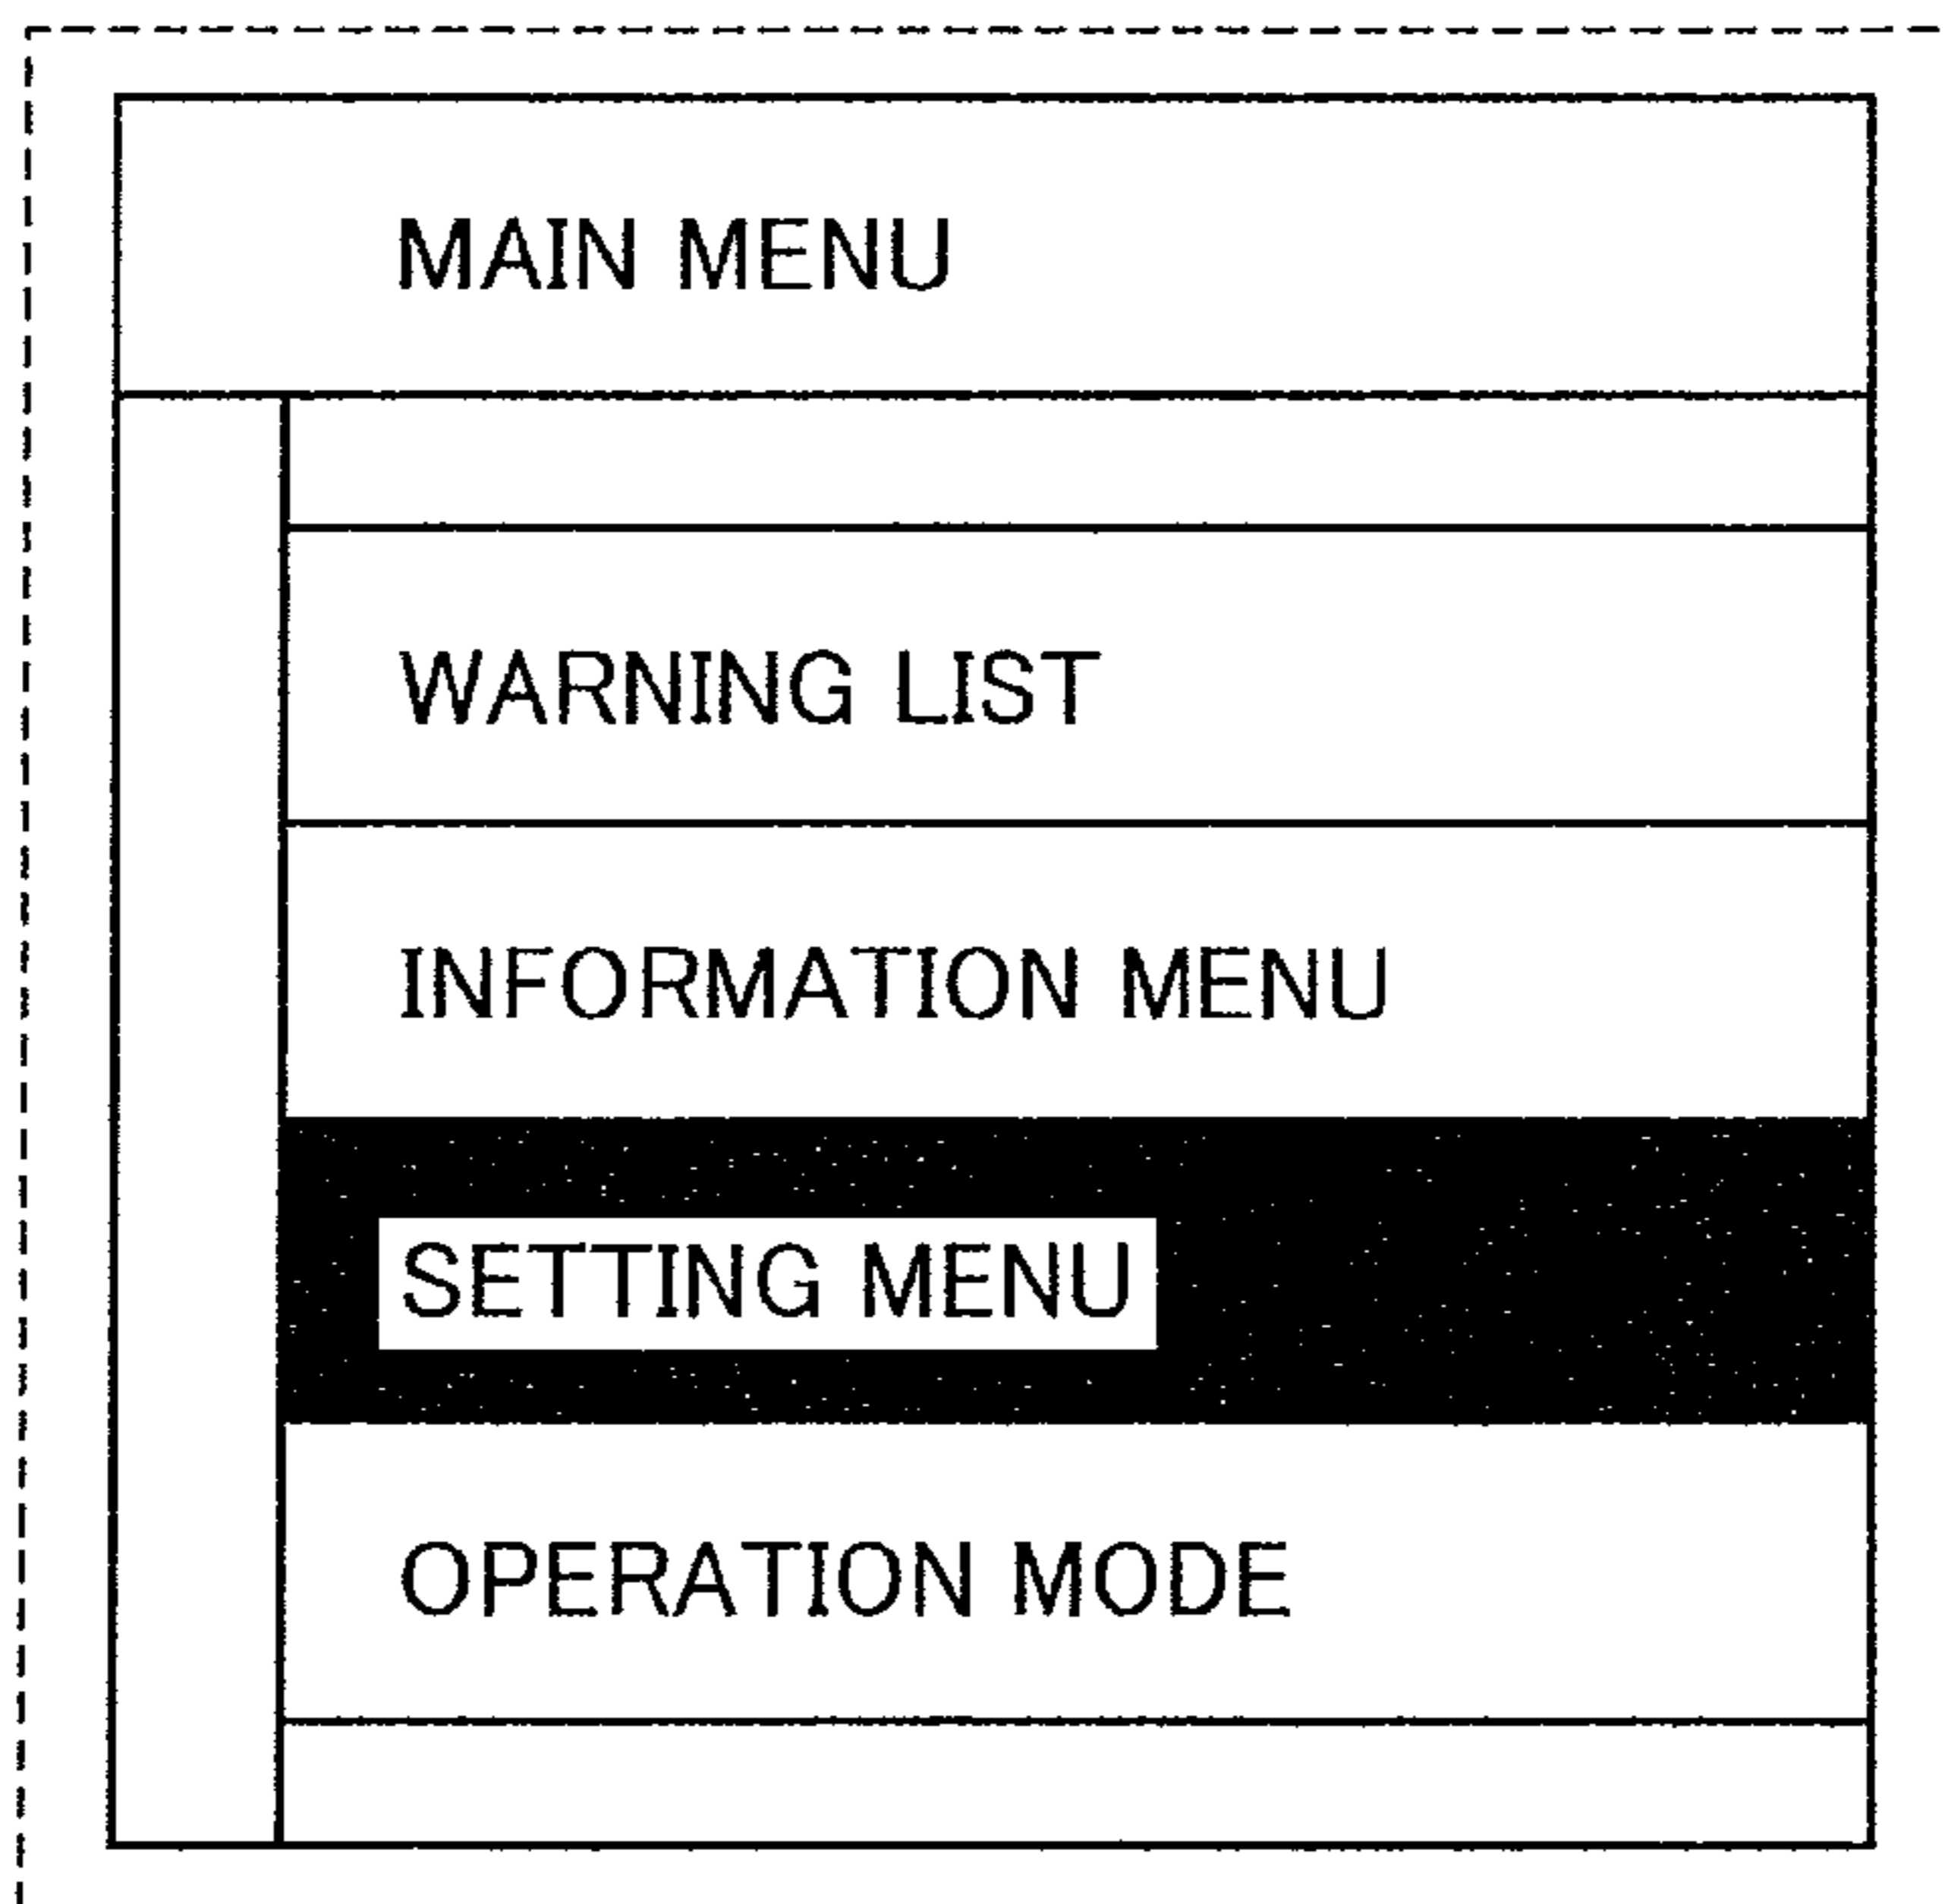 MAIN MENU
WARNING LIST
INFORMATION MENU
SETTING MENU
OPERATION MODE